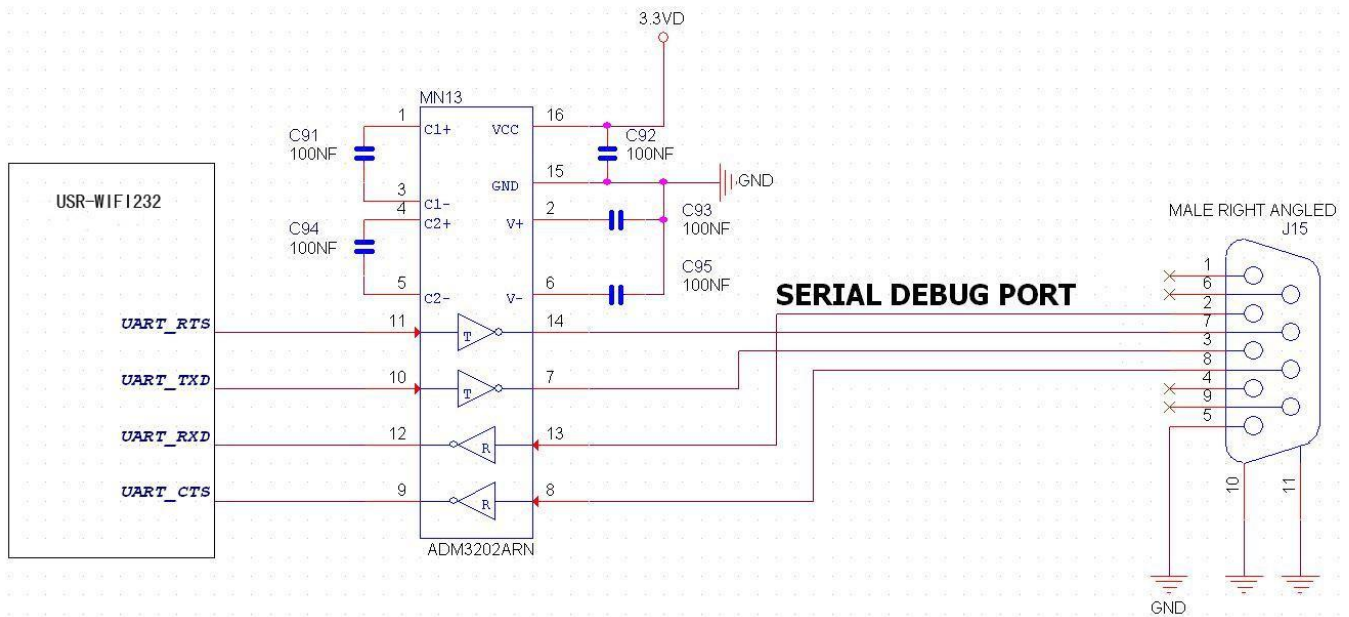 3.3VD
MN13
1
C1+
VCC
16
C91
100NF
C92
100NF
15
GND
GND
3
C1-
4
C2+
2
V+
C93
100NF
C94
100NF
5
C2-
6
V-
C95
100NF
USR-WIFI232
UART_RTS
11
T
14
UART_TXD
10
T
7
UART_RXD
12
R
13
UART_CTS
9
R
8
ADM3202ARN
SERIAL DEBUG PORT
MALE RIGHT ANGLED
J15
1
6
2
7
3
8
4
9
5
10
11
GND